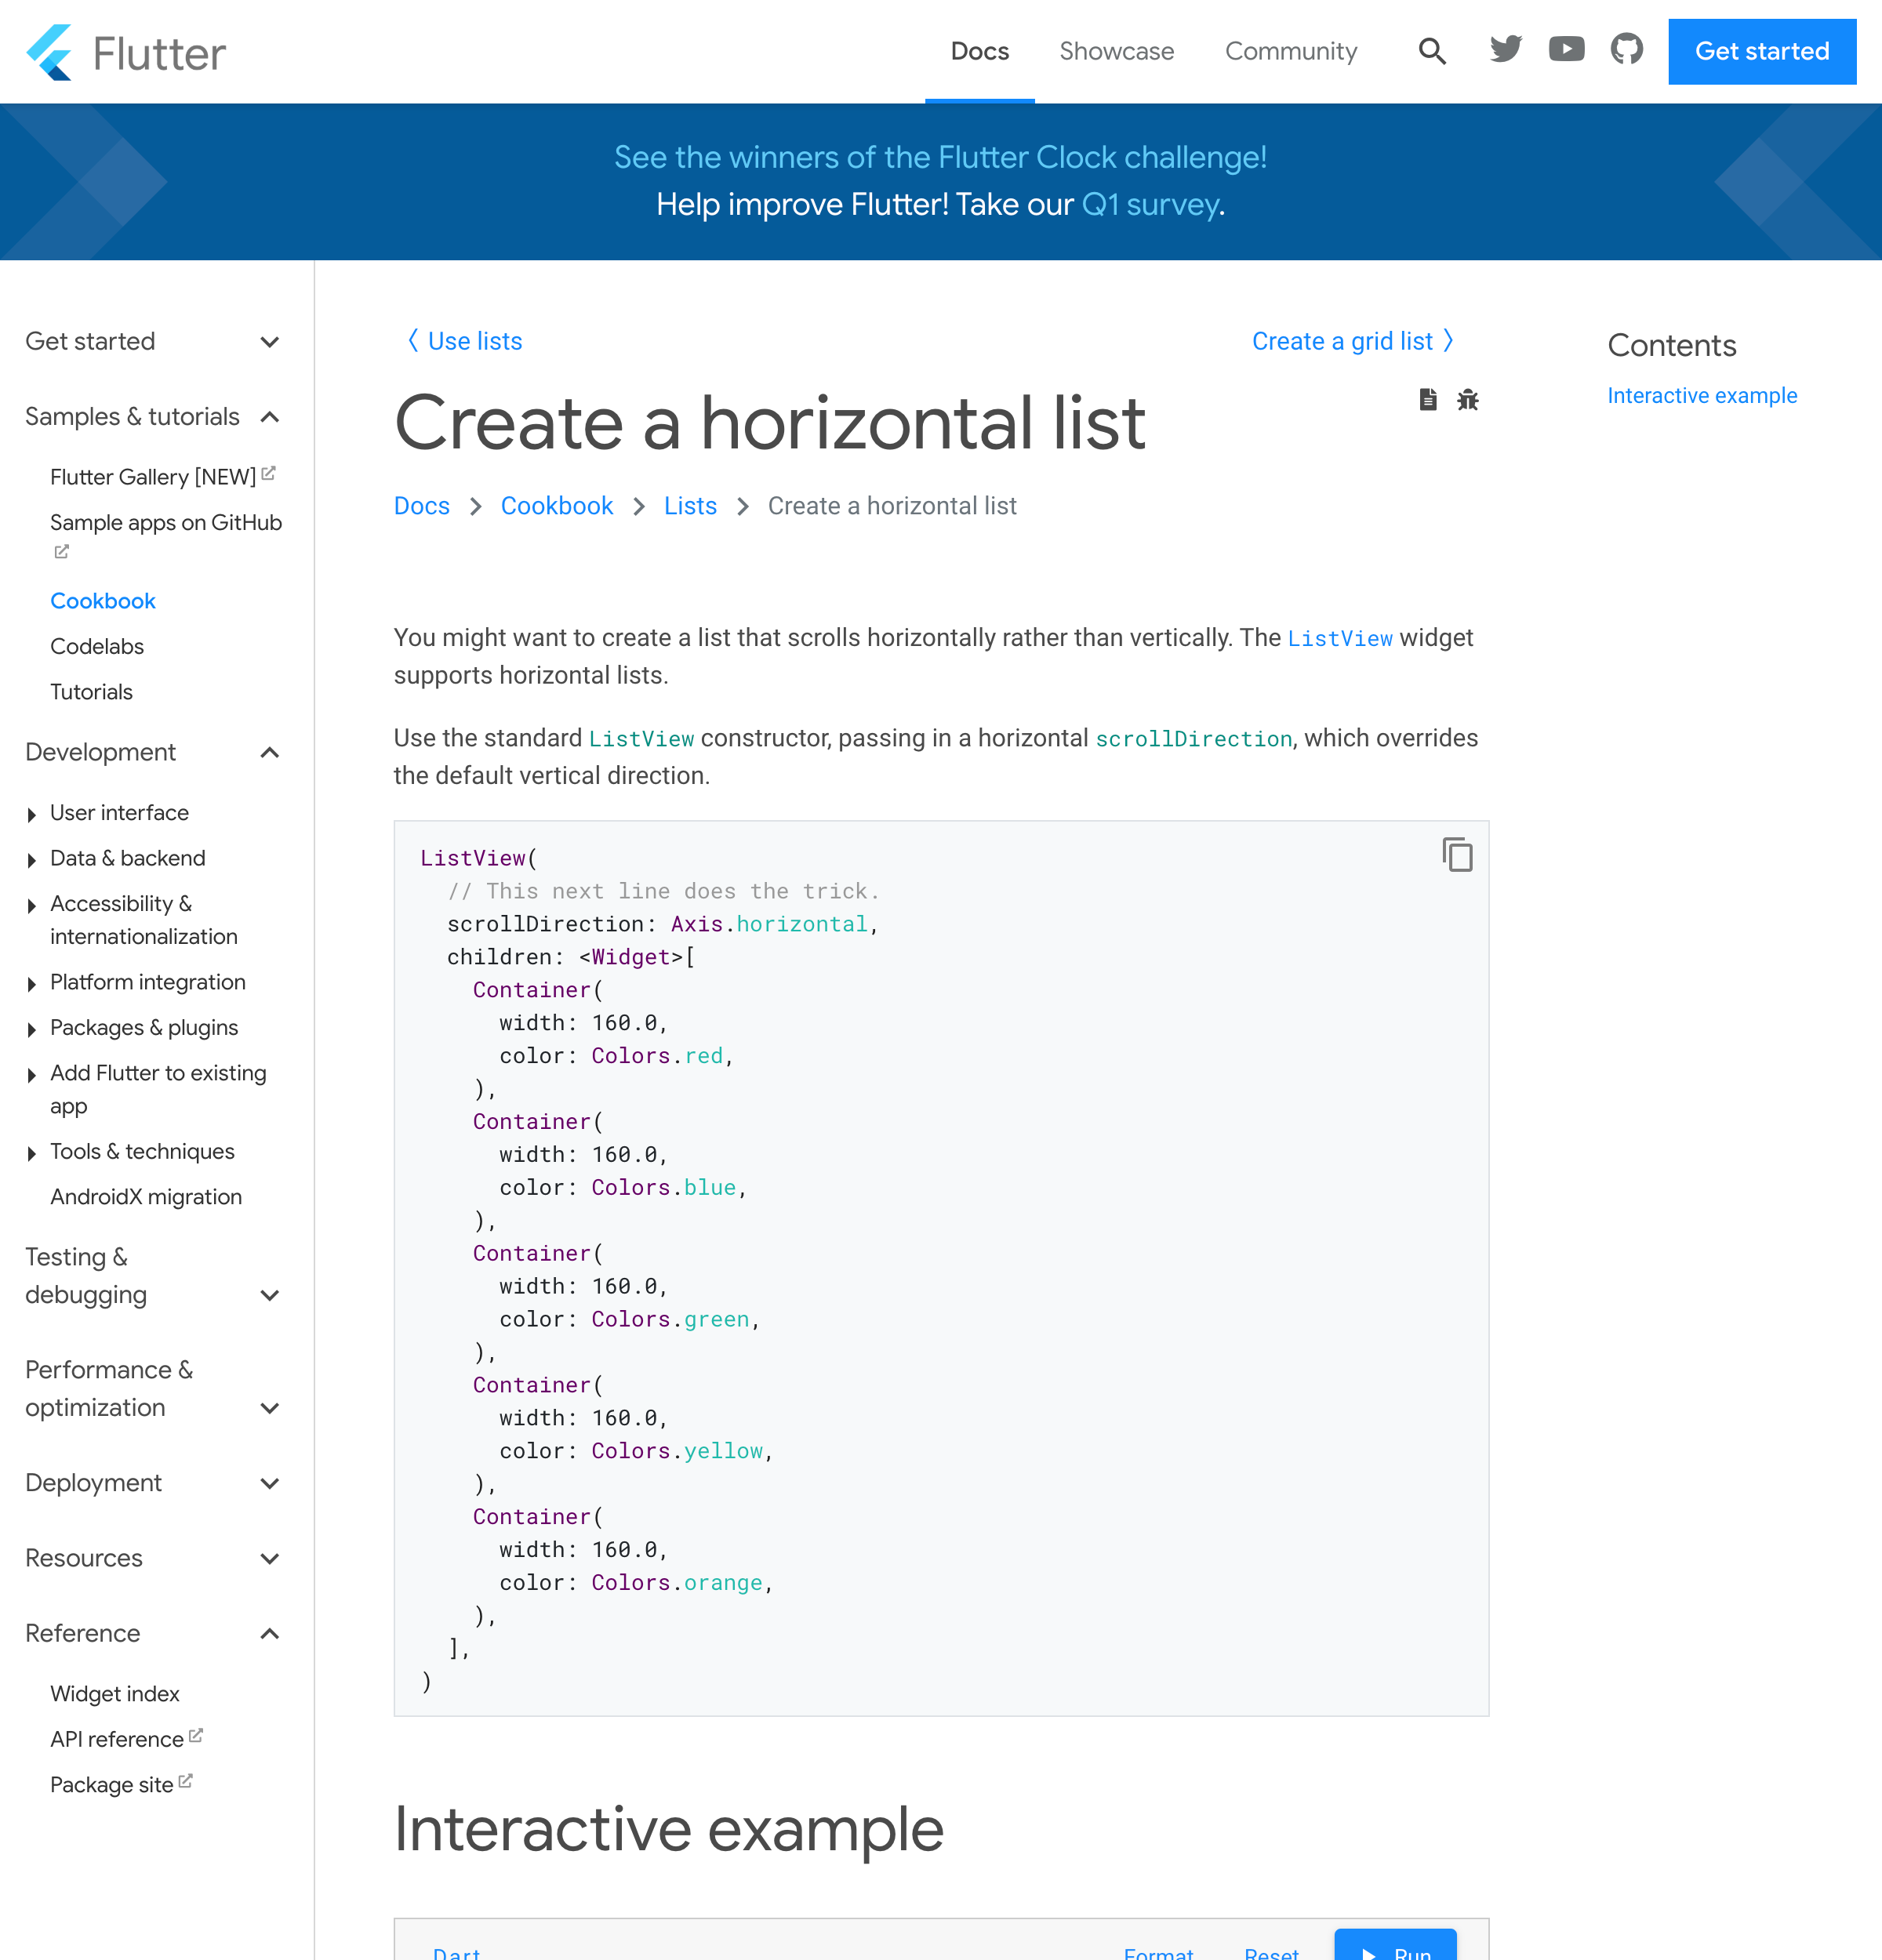 Flutter
Docs
Showcase
Community
Get started
See the winners of the Flutter Clock challenge!
Help improve Flutter! Take our Q1 survey.
Get started
Samples & tutorials
Flutter Gallery [NEW]
Sample apps on GitHub
Cookbook
Codelabs
Tutorials
Development
User interface
Data & backend
Accessibility &
internationalization
Platform integration
Packages & plugins
Add Flutter to existing
app
Tools & techniques
AndroidX migration
Testing &
debugging
Performance &
optimization
Deployment
Resources
Reference
Widget index
API reference
Package site
Use lists
Create a grid list
Create a horizontal list
Docs
Cookbook
Lists
Create a horizontal list
You might want to create a list that scrolls horizontally rather than vertically. The ListView widget
supports horizontal lists.
Use the standard ListView constructor, passing in a horizontal scrollDirection, which overrides
the default vertical direction.
ListView(
  // This next line does the trick.
  scrollDirection: Axis.horizontal,
  children: <Widget>[
    Container(
      width: 160.0,
      color: Colors.red,
    ),
    Container(
      width: 160.0,
      color: Colors.blue,
    ),
    Container(
      width: 160.0,
      color: Colors.green,
    ),
    Container(
      width: 160.0,
      color: Colors.yellow,
    ),
    Container(
      width: 160.0,
      color: Colors.orange,
    ),
  ],
)
Interactive example
Dart
Format
Reset
Run
Contents
Interactive example